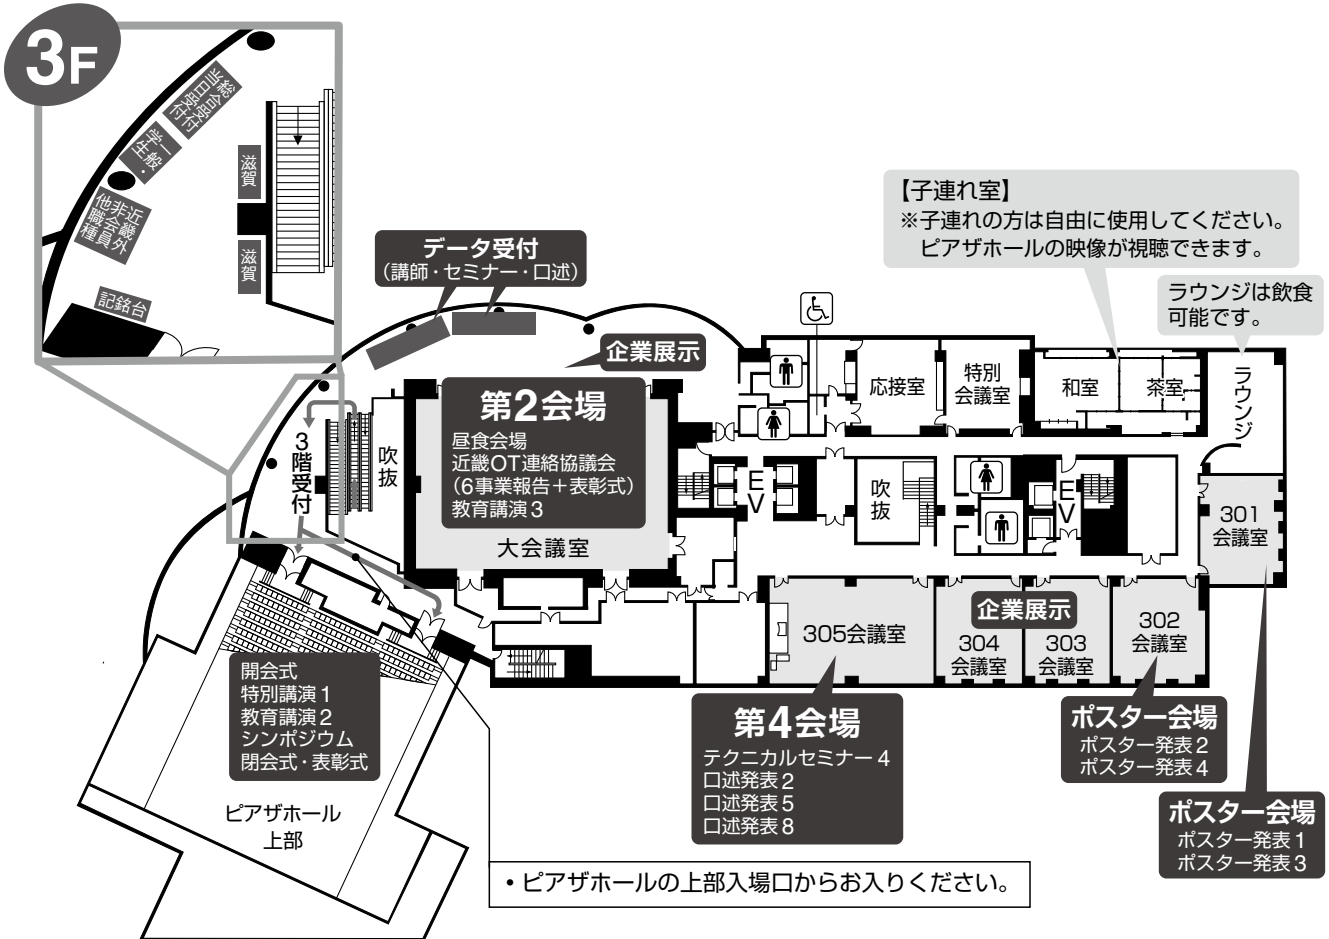 3F
総合受付
当日受付
一般・
学生
近畿外
非会員
他職種
記銘台
滋賀
滋賀
データ受付
(講師・セミナー・口述)
企業展示
【子連れ室】
※子連れの方は自由に使用してください。
ピアザホールの映像が視聴できます。
ラウンジは飲食
可能です。
応接室
特別
会議室
和室
茶室
ラウンジ
3階受付
吹抜
第2会場
昼食会場
近畿OT連絡協議会
(6事業報告＋表彰式)
教育講演3
大会議室
EV
吹抜
EV
301
会議室
305会議室
企業展示
304
会議室
303
会議室
302
会議室
開会式
特別講演1
教育講演2
シンポジウム
閉会式・表彰式
ピアザホール
上部
第4会場
テクニカルセミナー4
口述発表2
口述発表5
口述発表8
ポスター会場
ポスター発表2
ポスター発表4
ポスター会場
ポスター発表1
ポスター発表3
・ピアザホールの上部入場口からお入りください。